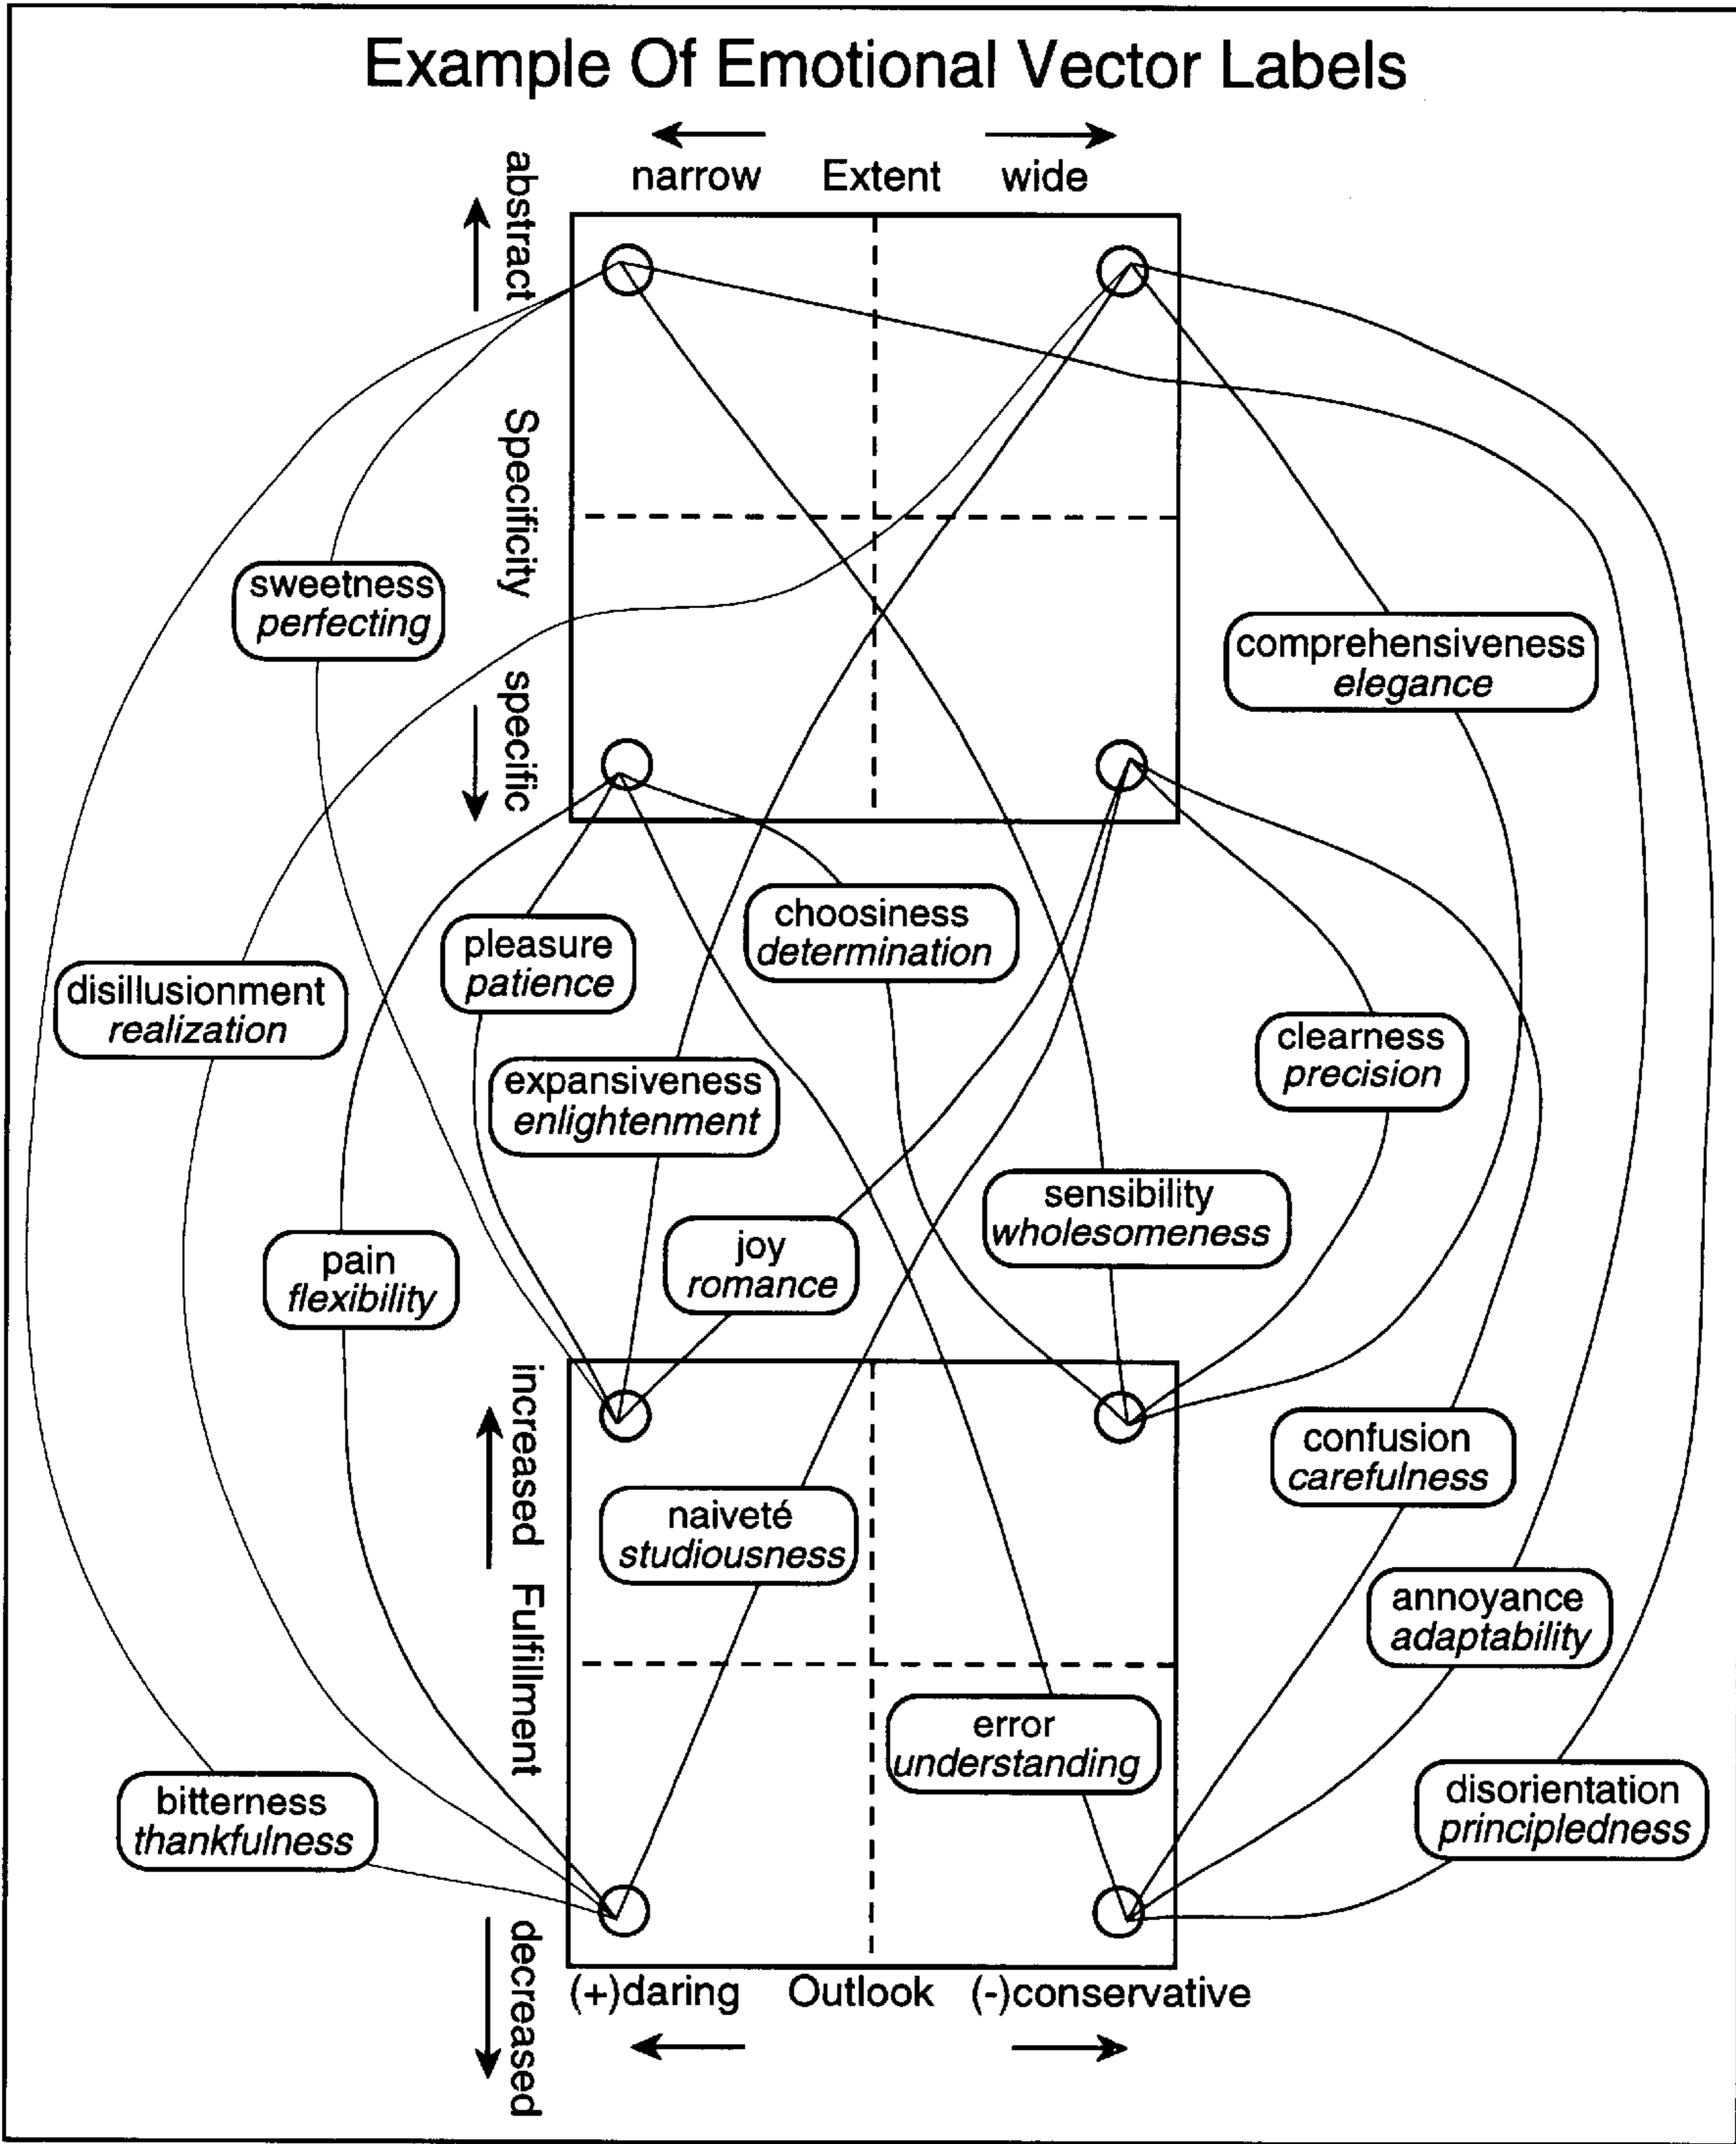 Example Of Emotional Vector Labels
narrow Extent wide
abstract
Specificity
specific
sweetness
perfecting
comprehensiveness
elegance
choosiness
determination
pleasure
patience
disillusionment
realization
clearness
precision
expansiveness
enlightenment
sensibility
wholesomeness
joy
romance
pain
flexibility
increased
Fulfillment
decreased
confusion
carefulness
naiveté
studiousness
annoyance
adaptability
error
understanding
disorientation
principledness
bitterness
thankfulness
(+)daring Outlook (-)conservative